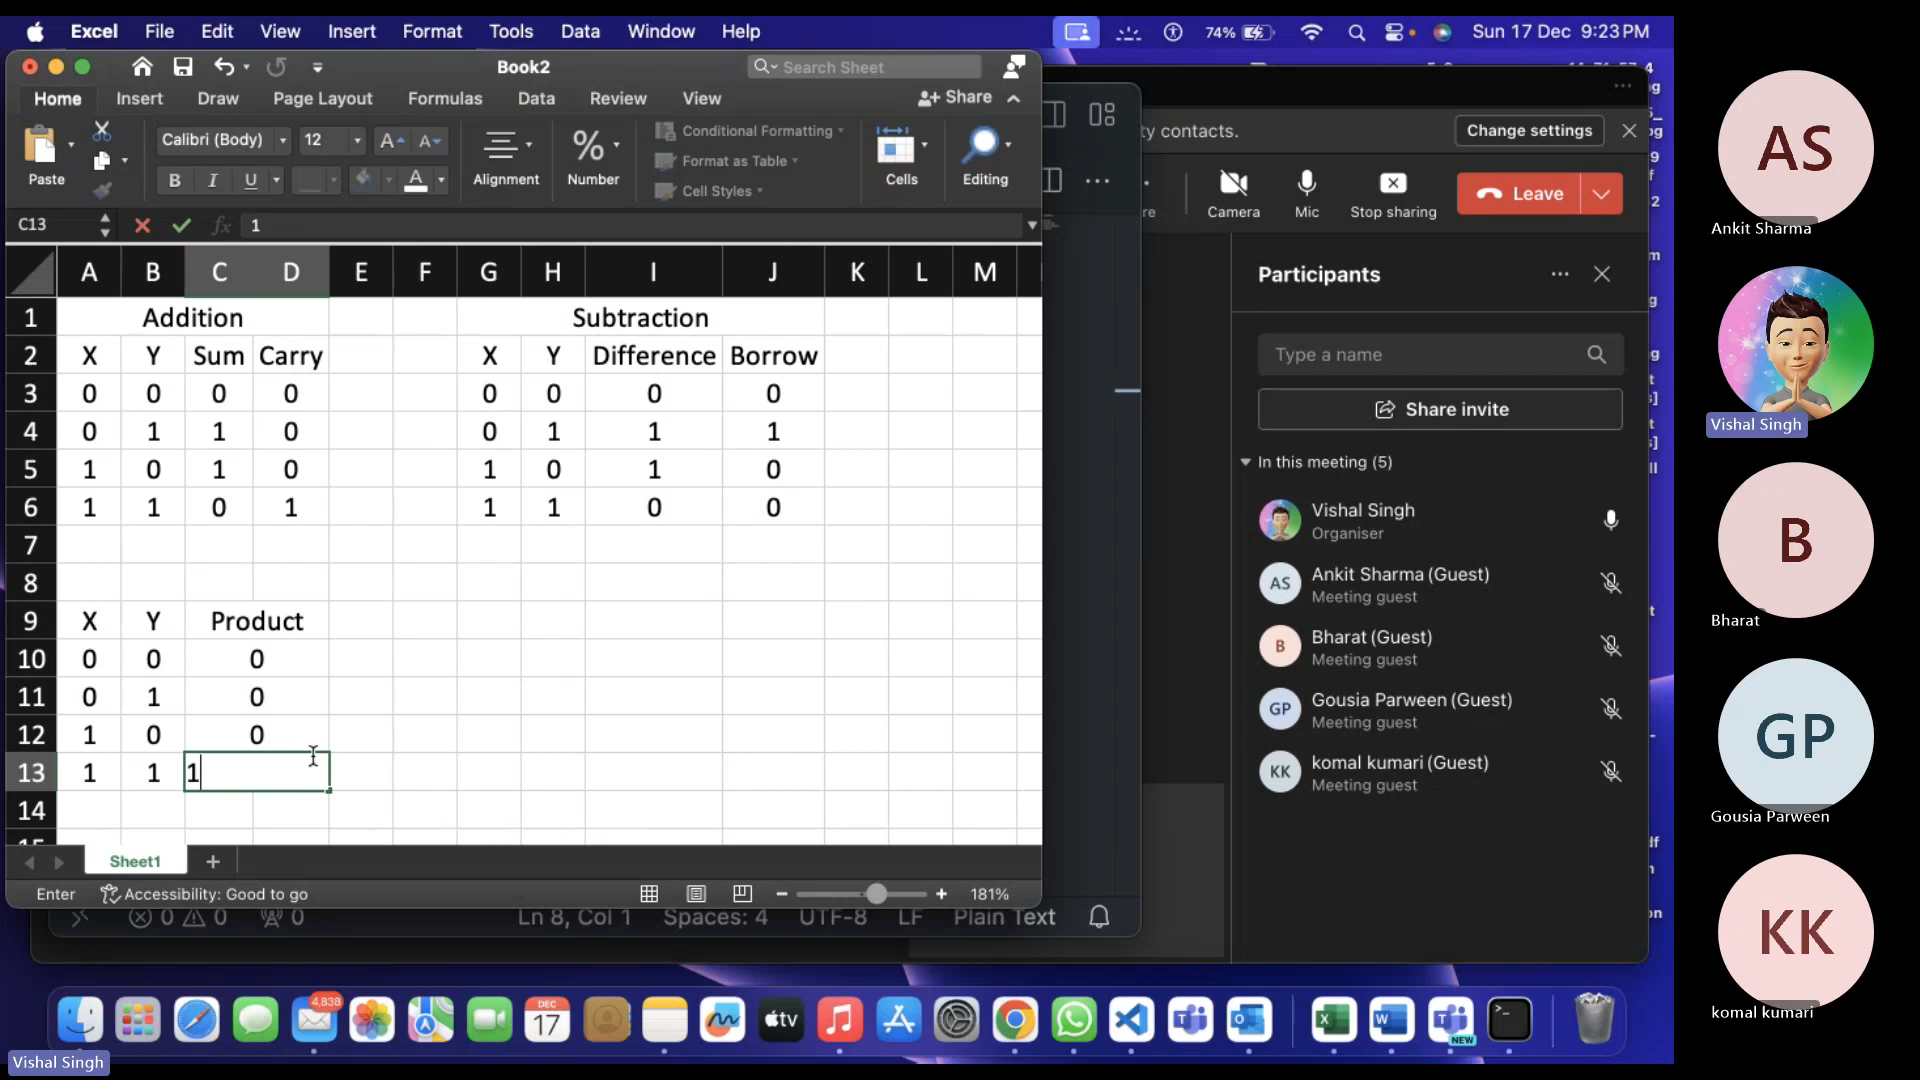 Excel File Edit View Insert Format Tools Data Window Help 74% Sun 17 Dec 9:23 PM
Book2 Search Sheet
Home Insert Draw Page Layout Formulas Data Review View Share
Paste Calibri (Body) 12 A A Alignment % Number Conditional Formatting Cells Editing
Format as Table
B I U A Cell Styles
C13 fx 1
A B C D E F G H I J K L M
1 Addition Subtraction
2 X Y Sum Carry X Y Difference Borrow
3 0 0 0 0 0 0 0 0
4 0 1 1 0 0 1 1 1
5 1 0 1 0 1 0 1 0
6 1 1 0 1 1 1 0 0
7
8
9 X Y Product
10 0 0 0
11 0 1 0
12 1 0 0
13 1 1 1
14
Sheet1 +
Enter Accessibility: Good to go 181%
0 0 0 Ln 8, Col 1 Spaces: 4 UTF-8 LF Plain Text
ty contacts. Change settings
Camera Mic Stop sharing Leave
Participants
Type a name
Share invite
In this meeting (5)
Vishal Singh
Organiser
AS Ankit Sharma (Guest)
Meeting guest
B Bharat (Guest)
Meeting guest
GP Gousia Parween (Guest)
Meeting guest
KK komal kumari (Guest)
Meeting guest
AS
Ankit Sharma
Vishal Singh
B
Bharat
GP
Gousia Parween
KK
komal kumari
4,838 DEC 17 tv NEW
Vishal Singh